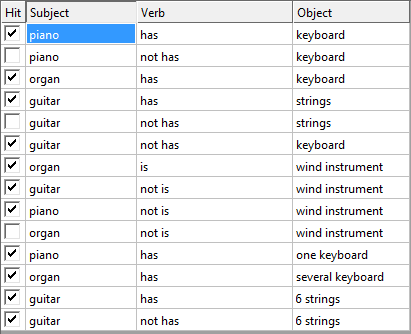 Hit Subject Verb Object
piano has keyboard
piano not has keyboard
organ has keyboard
guitar has strings
guitar not has strings
guitar not has keyboard
organ is wind instrument
guitar not is wind instrument
piano not is wind instrument
organ not is wind instrument
piano has one keyboard
organ has several keyboard
guitar has 6 strings
guitar not has 6 strings